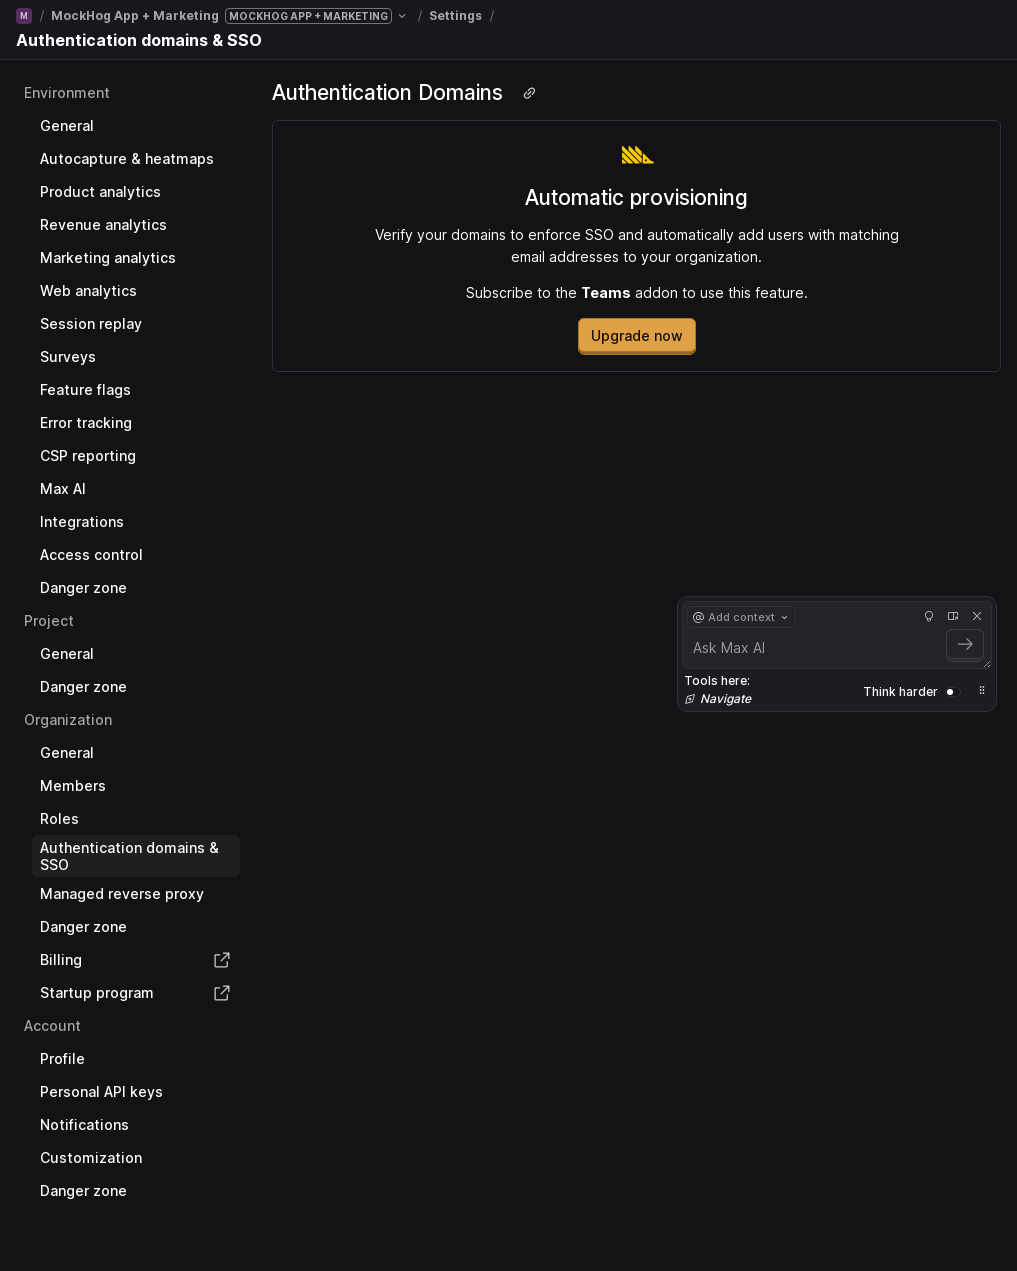 M / MockHog App + Marketing MOCKHOG APP + MARKETING / Settings /
Authentication domains & SSO
Environment
General
Autocapture & heatmaps
Product analytics
Revenue analytics
Marketing analytics
Web analytics
Session replay
Surveys
Feature flags
Error tracking
CSP reporting
Max AI
Integrations
Access control
Danger zone
Project
General
Danger zone
Organization
General
Members
Roles
Authentication domains &
SSO
Managed reverse proxy
Danger zone
Billing
Startup program
Account
Profile
Personal API keys
Notifications
Customization
Danger zone
Authentication Domains
Automatic provisioning
Verify your domains to enforce SSO and automatically add users with matching
email addresses to your organization.
Subscribe to the Teams addon to use this feature.
Upgrade now
@ Add context
Ask Max AI
Tools here:
Navigate
Think harder